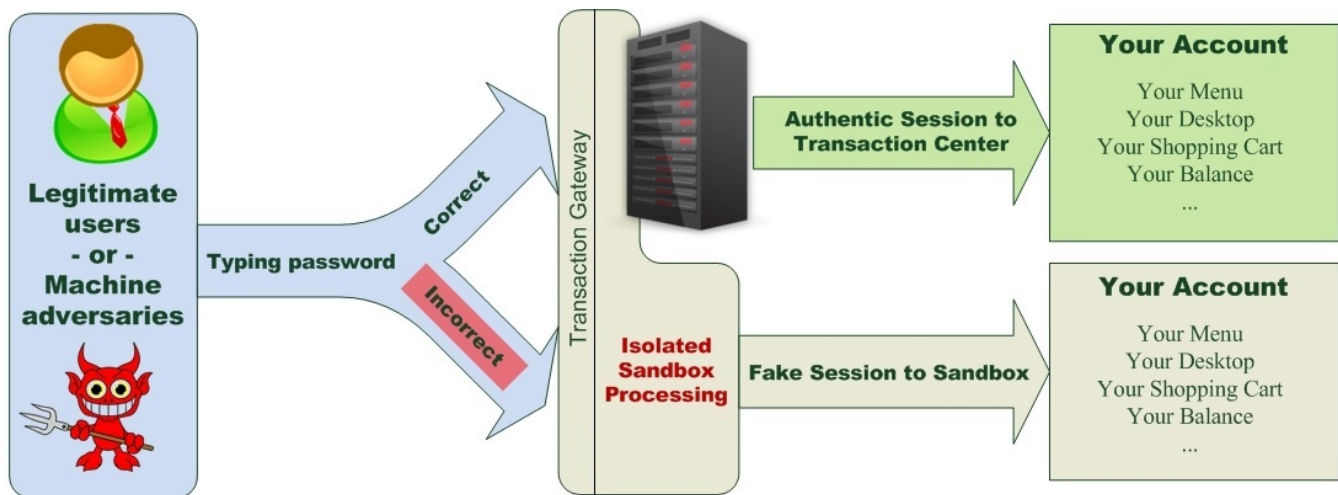 Legitimate
users
- or -
Machine
adversaries
Typing password
Correct
Incorrect
Transaction Gateway
Isolated
Sandbox
Processing
Authentic Session to
Transaction Center
Fake Session to Sandbox
Your Account
Your Menu
Your Desktop
Your Shopping Cart
Your Balance
...
Your Account
Your Menu
Your Desktop
Your Shopping Cart
Your Balance
...